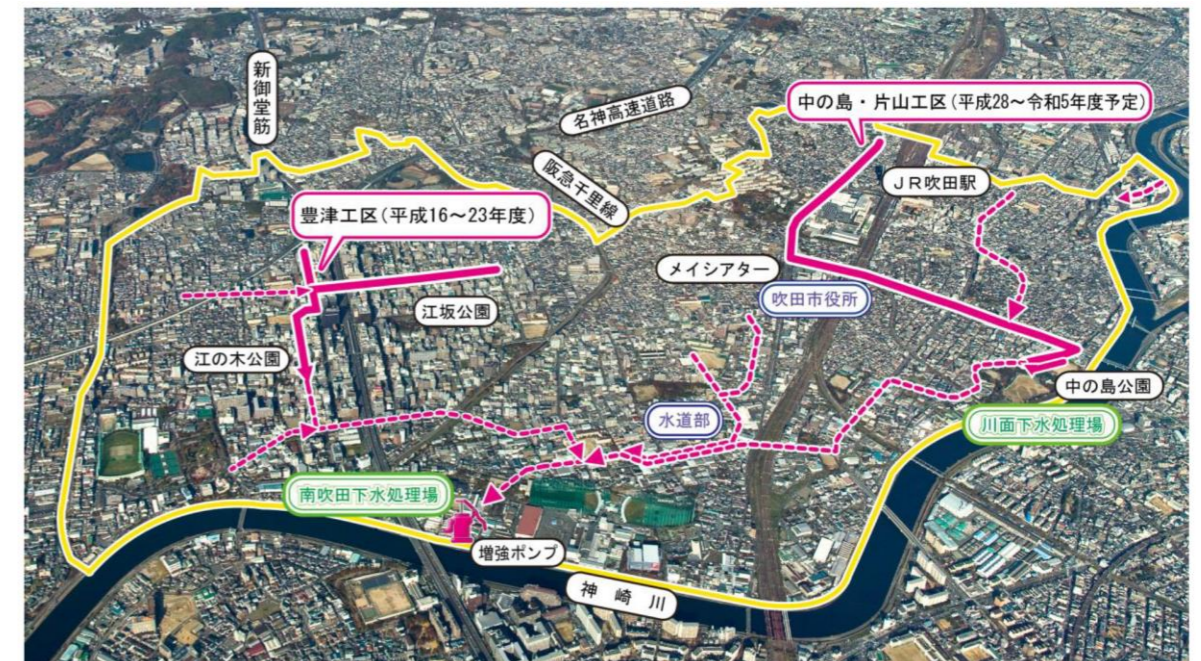 新御堂筋
名神高速道路
中の島・片山工区(平成28～令和5年度予定)
阪急千里線
JR吹田駅
豊津工区(平成16～23年度)
メイシアター
吹田市役所
江坂公園
江の木公園
中の島公園
水道部
川面下水処理場
南吹田下水処理場
増強ポンプ
神崎川